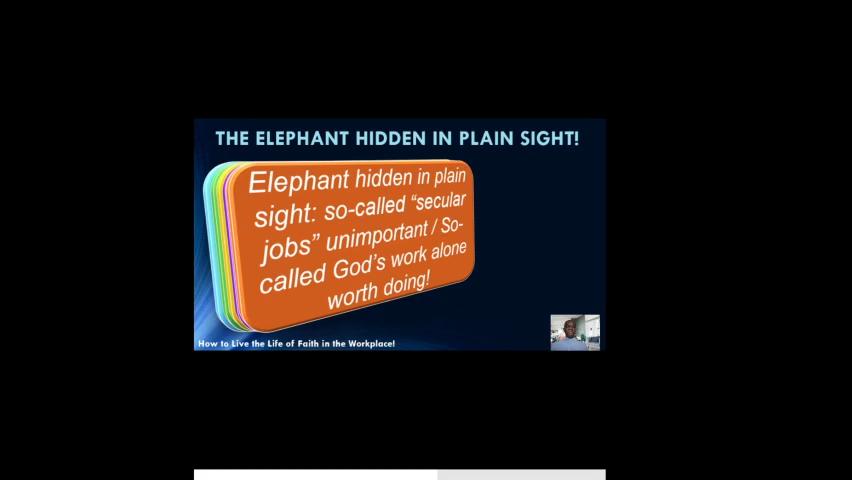 THE ELEPHANT HIDDEN IN PLAIN SIGHT!
Elephant hidden in plain
sight: so-called “secular
jobs” unimportant / So-
called God’s work alone
worth doing!
How to Live the Life of Faith in the Workplace!